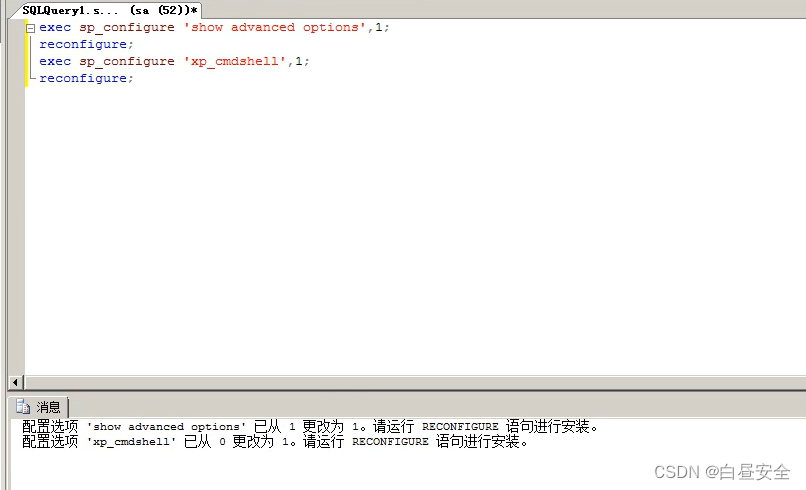 SQLQuery1.s... (sa (52))*
exec sp_configure 'show advanced options',1;
reconfigure;
exec sp_configure 'xp_cmdshell',1;
reconfigure;
消息
配置选项 'show advanced options' 已从 1 更改为 1。请运行 RECONFIGURE 语句进行安装。
配置选项 'xp_cmdshell' 已从 0 更改为 1。请运行 RECONFIGURE 语句进行安装。
CSDN @白昼安全